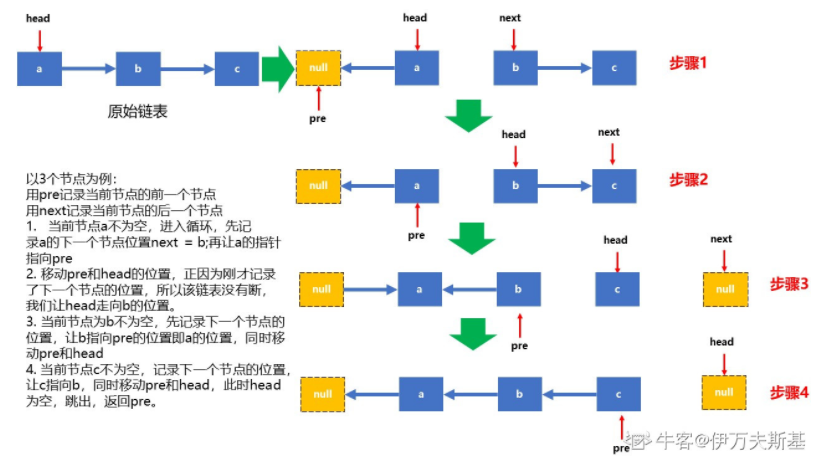 head
head
next
a
b
c
null
a
b
c
步骤1
原始链表
pre
head
next
null
a
b
c
步骤2
pre
以3个节点为例：
用pre记录当前节点的前一个节点
用next记录当前节点的后一个节点
1. 当前节点a不为空，进入循环，先记
录a的下一个节点位置next = b;再让a的指针
指向pre
2. 移动pre和head的位置，正因为刚才记录
了下一个节点的位置，所以该链表没有断，
我们让head走向b的位置。
3. 当前节点为b不为空，先记录下一个节点的
位置，让b指向pre的位置即a的位置，同时移
动pre和head
4. 当前节点c不为空，记录下一个节点的位置，
让c指向b，同时移动pre和head，此时head
为空，跳出，返回pre。
head
next
null
a
b
c
null
步骤3
pre
head
null
a
b
c
null
步骤4
pre
牛客@伊万夫斯基